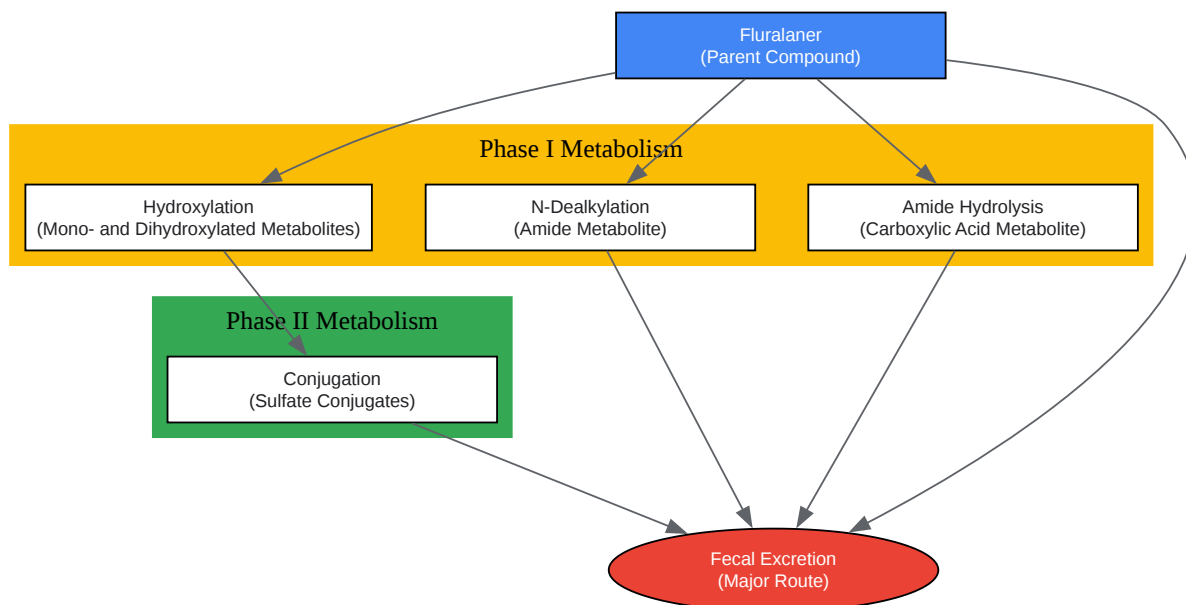 Fluralaner
(Parent Compound)
Phase I Metabolism
Hydroxylation
(Mono- and Dihydroxylated Metabolites)
N-Dealkylation
(Amide Metabolite)
Amide Hydrolysis
(Carboxylic Acid Metabolite)
Phase II Metabolism
Conjugation
(Sulfate Conjugates)
Fecal Excretion
(Major Route)